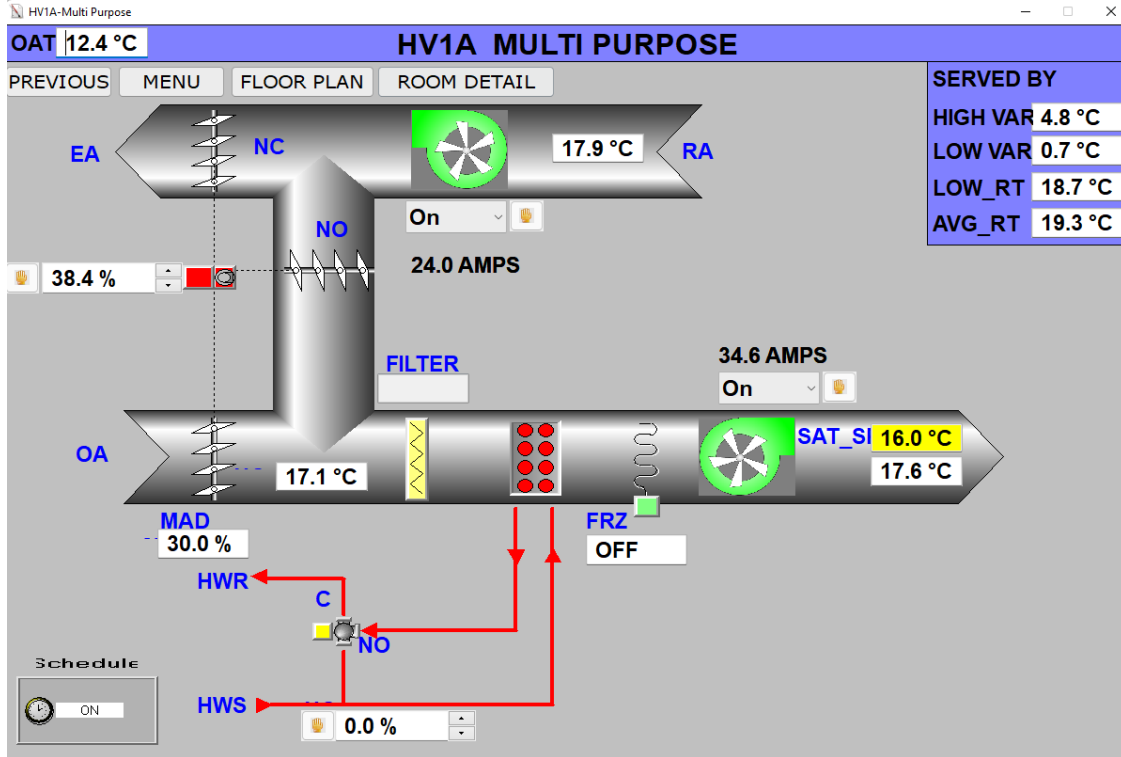 HV1A-Multi Purpose
OAT 12.4 °C
HV1A MULTI PURPOSE
PREVIOUS MENU FLOOR PLAN ROOM DETAIL
SERVED BY
HIGH VAR 4.8 °C
LOW VAR 0.7 °C
LOW_RT 18.7 °C
AVG_RT 19.3 °C
EA NC 17.9 °C RA
On
NO
24.0 AMPS
38.4 %
34.6 AMPS
On
FILTER
OA 17.1 °C
SAT_S 16.0 °C
17.6 °C
MAD
30.0 %
FRZ
OFF
HWR
C
NO
Schedule
ON
HWS
0.0 %